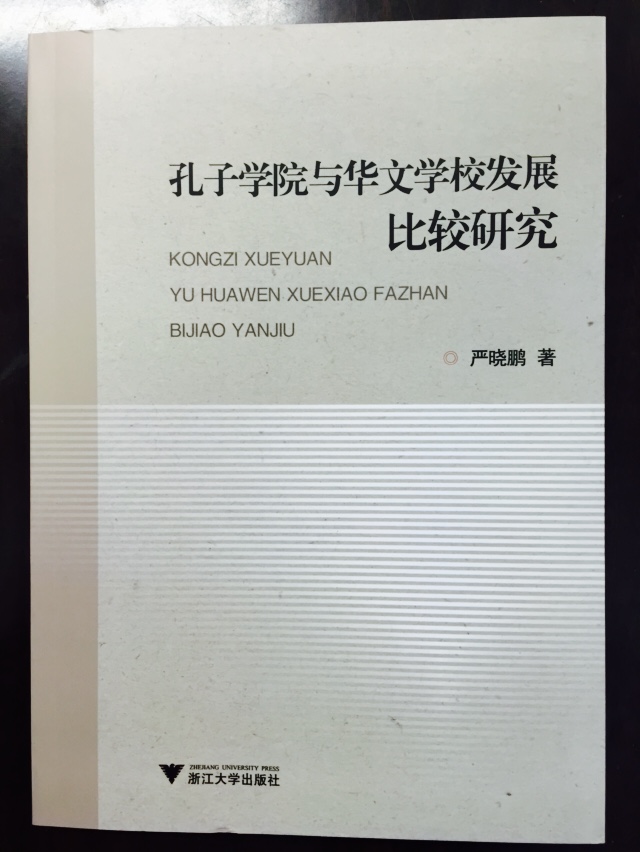 孔子学院与华文学校发展
比较研究
KONGZI XUEYUAN
YU HUAWEN XUEXIAO FAZHAN
BIJIAO YANJIU
严晓鹏 著
ZHEJIANG UNIVERSITY PRESS
浙江大学出版社